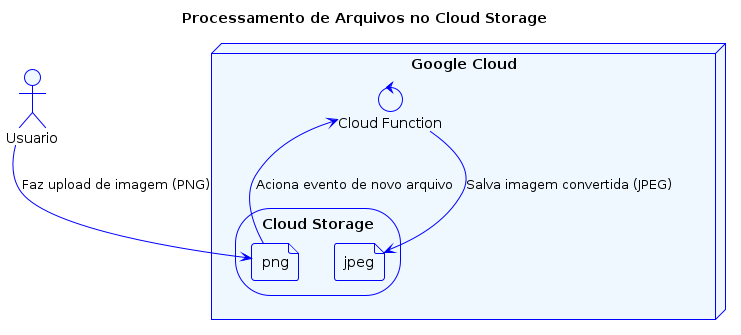 Processamento de Arquivos no Cloud Storage
Google Cloud
Cloud Function
Usuario
Faz upload de imagem (PNG)
Aciona evento de novo arquivo
Salva imagem convertida (JPEG)
Cloud Storage
png
jpeg